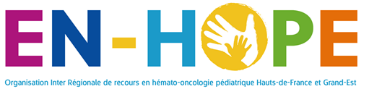 EN-HOPE
Organisation Inter Régionale de recours en hémato-oncologie pédiatrique Hauts-de-France et Grand-Est